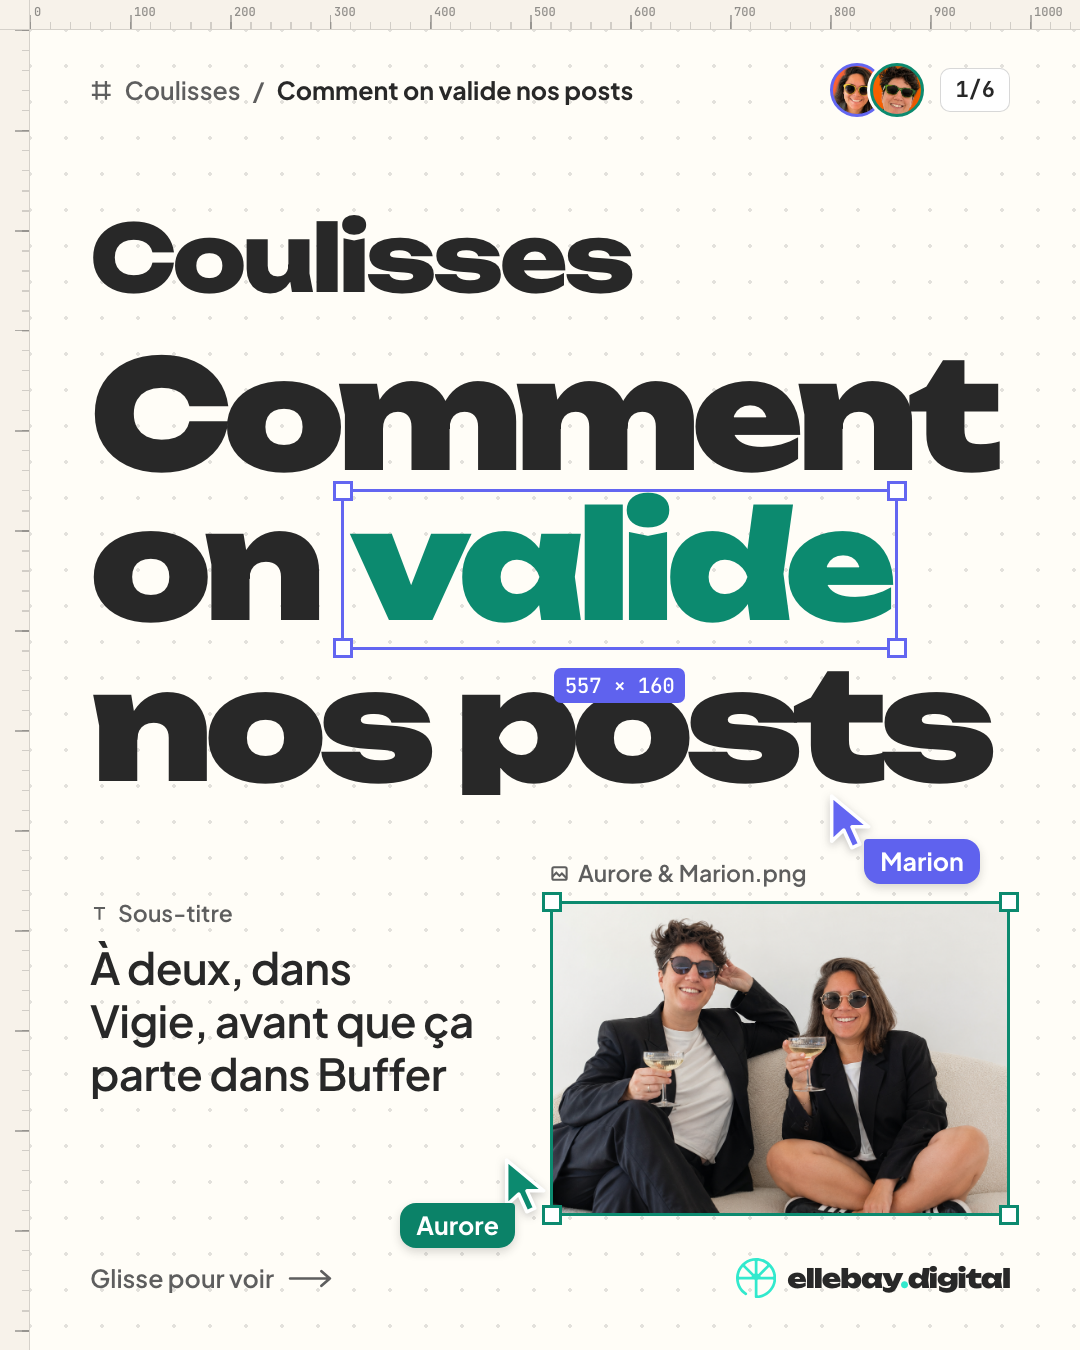 0 100 200 300 400 500 600 700 800 900 1000
Coulisses / Comment on valide nos posts
1/6
Coulisses
Comment
on valide
557 × 160
nos posts
Marion
Aurore & Marion.png
T Sous-titre
À deux, dans
Vigie, avant que ça
parte dans Buffer
Aurore
Glisse pour voir
ellebay.digital